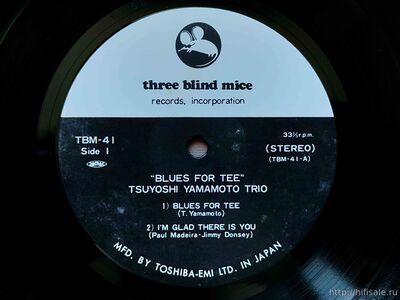 three blind mice
records, incorporation
TBM-41
Side 1
33⅓ r.p.m.
(STEREO)
(TBM-41-A)
"BLUES FOR TEE"
TSUYOSHI YAMAMOTO TRIO
1) BLUES FOR TEE
(T. Yamamoto)
2) I'M GLAD THERE IS YOU
(Paul Madeira-Jimmy Donsey)
MFD. BY TOSHIBA-EMI LTD. IN JAPAN
http://hifisale.ru